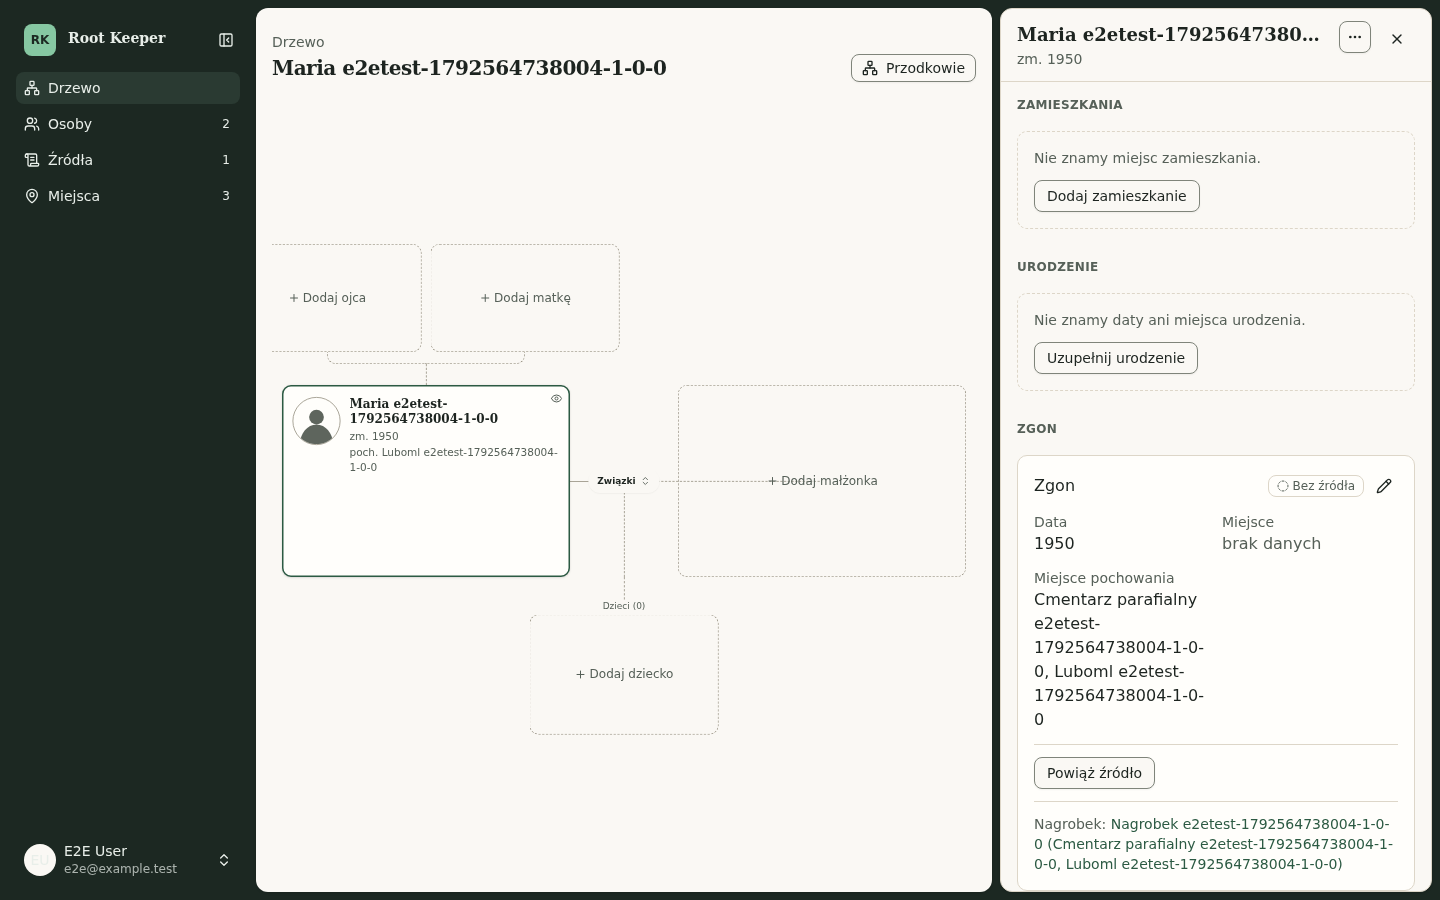 RK
Root Keeper
Drzewo
Osoby 2
Źródła 1
Miejsca 3
EU
E2E User
e2e@example.test
Drzewo
Maria e2etest-1792564738004-1-0-0
Przodkowie
+ Dodaj ojca
+ Dodaj matkę
Maria e2etest-
1792564738004-1-0-0
zm. 1950
poch. Luboml e2etest-1792564738004-
1-0-0
Związki
+ Dodaj małżonka
Dzieci (0)
+ Dodaj dziecko
Maria e2etest-17925647380...
zm. 1950
ZAMIESZKANIA
Nie znamy miejsc zamieszkania.
Dodaj zamieszkanie
URODZENIE
Nie znamy daty ani miejsca urodzenia.
Uzupełnij urodzenie
ZGON
Zgon
Bez źródła
Data
1950
Miejsce
brak danych
Miejsce pochowania
Cmentarz parafialny
e2etest-
1792564738004-1-0-
0, Luboml e2etest-
1792564738004-1-0-
0
Powiąż źródło
Nagrobek: Nagrobek e2etest-1792564738004-1-0-
0 (Cmentarz parafialny e2etest-1792564738004-1-
0-0, Luboml e2etest-1792564738004-1-0-0)